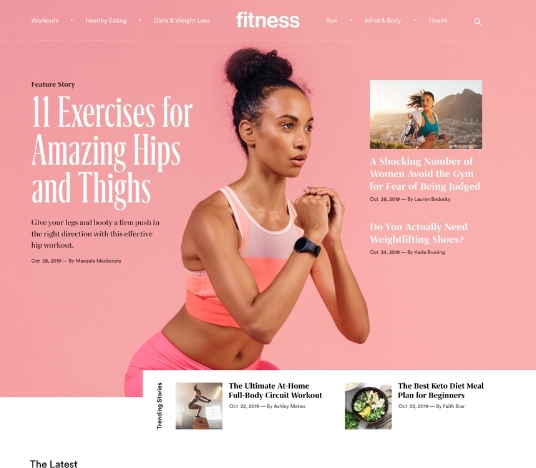 Workouts • Healthy Eating • Diets & Weight Loss fitness Run • Mind & Body • Health
Feature Story
11 Exercises for
Amazing Hips
and Thighs
Give your legs and booty a firm push in
the right direction with this effective
hip workout.
Oct 28, 2019 — By Macaela Mackenzie
A Shocking Number of
Women Avoid the Gym
for Fear of Being Judged
Oct 26, 2019 — By Lauren Bedosky
Do You Actually Need
Weightlifting Shoes?
Oct 24, 2019 — By Karla Bruning
Trending Stories
The Ultimate At-Home
Full-Body Circuit Workout
Oct 22, 2019 — By Ashley Mateo
The Best Keto Diet Meal
Plan for Beginners
Oct 22, 2019 — By Faith Brar
The Latest